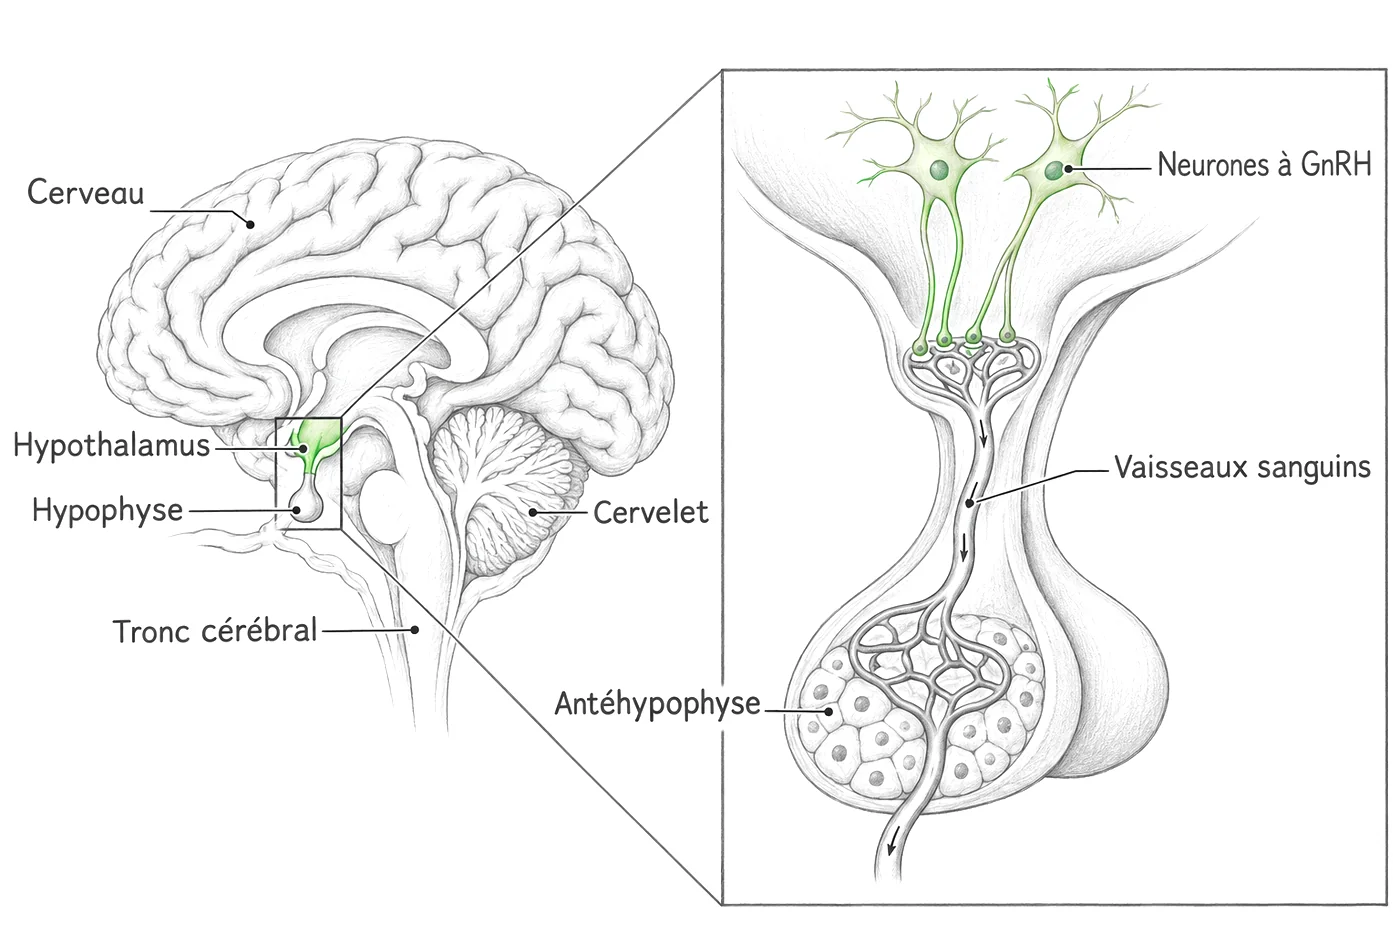 Cerveau
Hypothalamus
Hypophyse
Tronc cérébral
Cervelet
Neurones à GnRH
Vaisseaux sanguins
Antéhypophyse